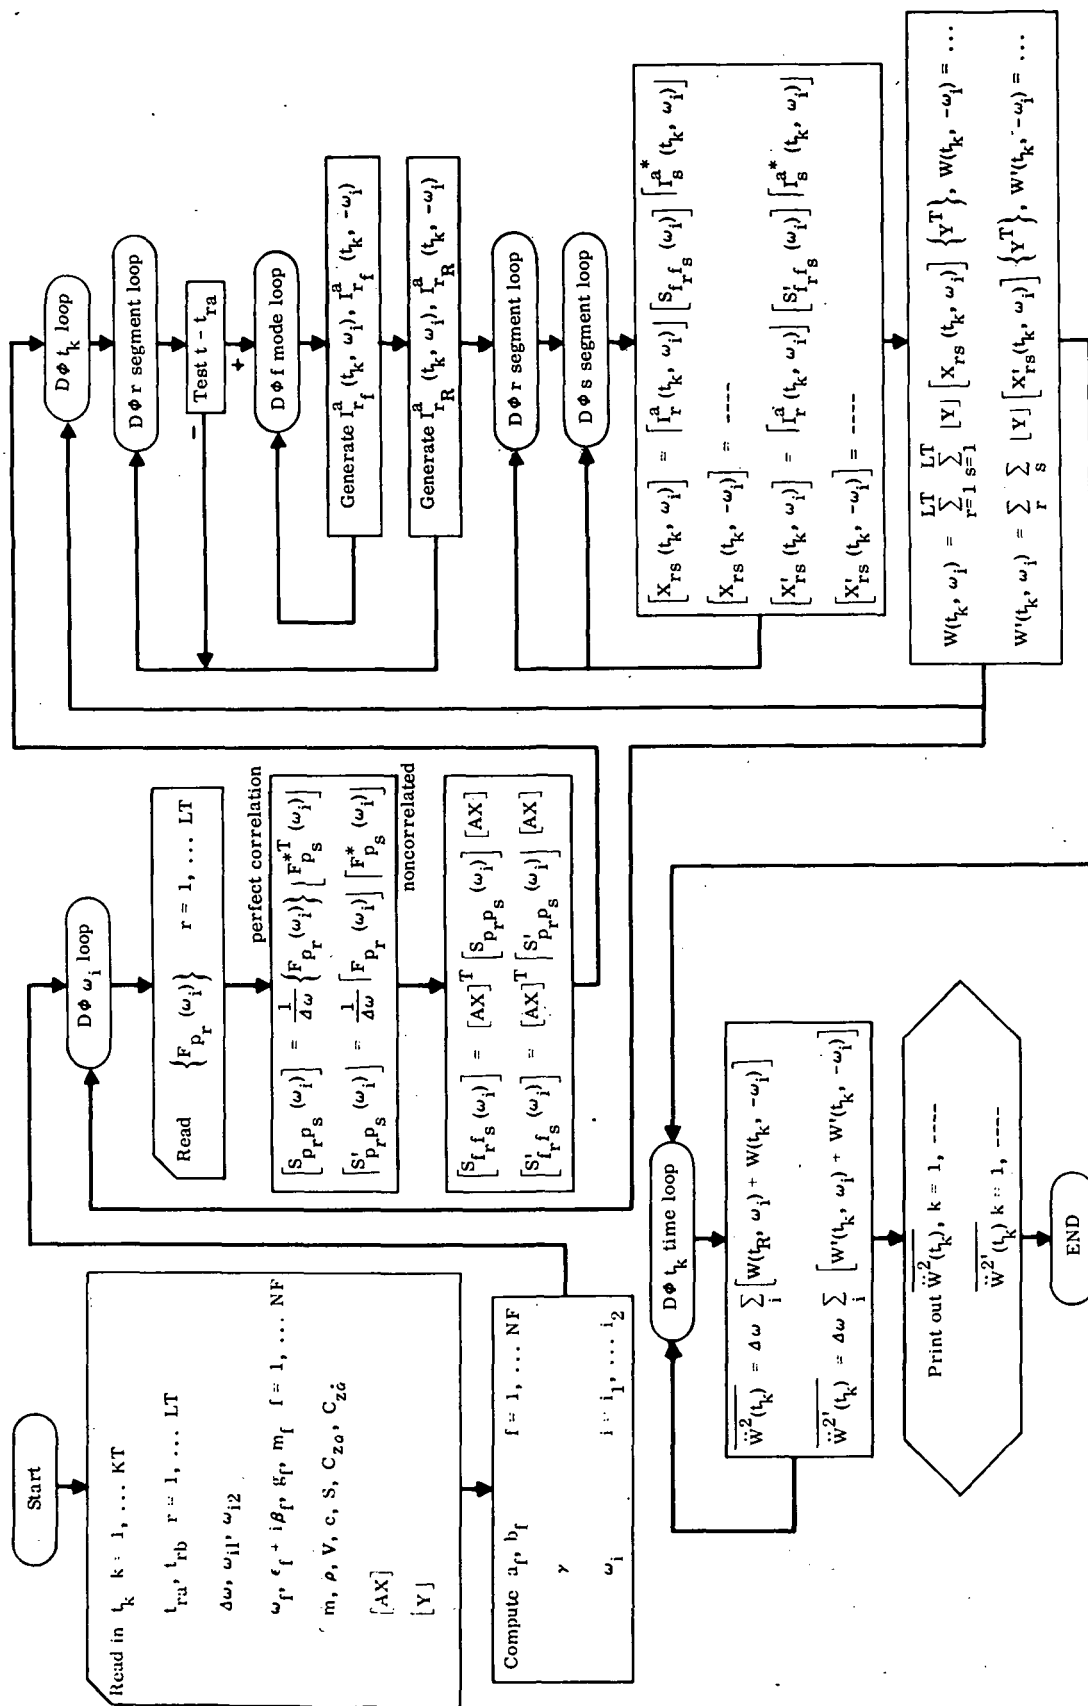 Start
Read in t_k k = 1, ... KT
t_ra, t_rb r = 1, ... LT
Δω, ω_i1, ω_i2
ω_f, ϵ_f + iβ_f, g_f, m_f f = 1, ... NF
m, ρ, V, c, S, C_zα, C_zα̇
[AX]
⌊Y⌋
Compute a_f, b_f f = 1, ... NF
γ
ω_i i = i_1, ... i_2
DΦ ω_i loop
Read {F_p_r (ω_i)} r = 1, ... LT
perfect correlation
[S_p_r p_s (ω_i)] = 1/Δω {F_p_r (ω_i)} ⌊F*^T_p_s (ω_i)⌋
[S'_p_r p_s (ω_i)] = 1/Δω ⌈F_p_r (ω_i)⌋ ⌈F*_p_s (ω_i)⌋
noncorrelated
[S_f_r f_s (ω_i)] = [AX]^T [S_p_r p_s (ω_i)] [AX]
[S'_f_r f_s (ω_i)] = [AX]^T [S'_p_r p_s (ω_i)] [AX]
DΦ t_k loop
DΦ r segment loop
Test t - t_ra
-
+
DΦ f mode loop
Generate I^a_r_f (t_k, ω_i), I^a_r_f (t_k, -ω_i)
Generate I^a_r_R (t_k, ω_i), I^a_r_R (t_k, -ω_i)
DΦ r segment loop
DΦ s segment loop
[X_rs (t_k, ω_i)] = ⌈I^a_r (t_k, ω_i)⌋ [S_f_r f_s (ω_i)] ⌈I^a*_s (t_k, ω_i)⌋
[X_rs (t_k, -ω_i)] = ----
[X'_rs (t_k, ω_i)] = ⌈I^a_r (t_k, ω_i)⌋ [S'_f_r f_s (ω_i)] ⌈I^a*_s (t_k, ω_i)⌋
[X'_rs (t_k, -ω_i)] = ----
W(t_k, ω_i) = Σ_{r=1}^{LT} Σ_{s=1}^{LT} ⌊Y⌋ [X_rs (t_k, ω_i)] {Y^T}, W(t_k, -ω_i) = ...
W'(t_k, ω_i) = Σ_r Σ_s ⌊Y⌋ [X'_rs (t_k, ω_i)] {Y^T}, W'(t_k, -ω_i) = ...
DΦ t_k time loop
Ẅ²(t_k) = Δω Σ_i [W(t_R, ω_i) + W(t_k, -ω_i)]
Ẅ²'(t_k) = Δω Σ_i [W'(t_k, ω_i) + W'(t_k, -ω_i)]
Print out Ẅ²(t_k), k = 1, ----
Ẅ²'(t_k) k = 1, ----
END